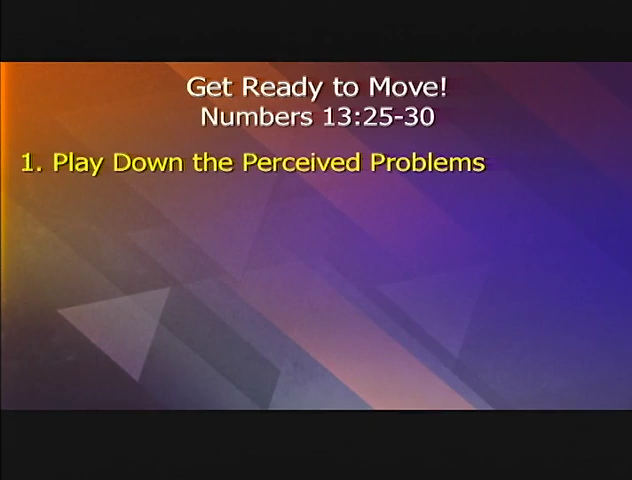 Get Ready to Move!
Numbers 13:25-30
1. Play Down the Perceived Problems